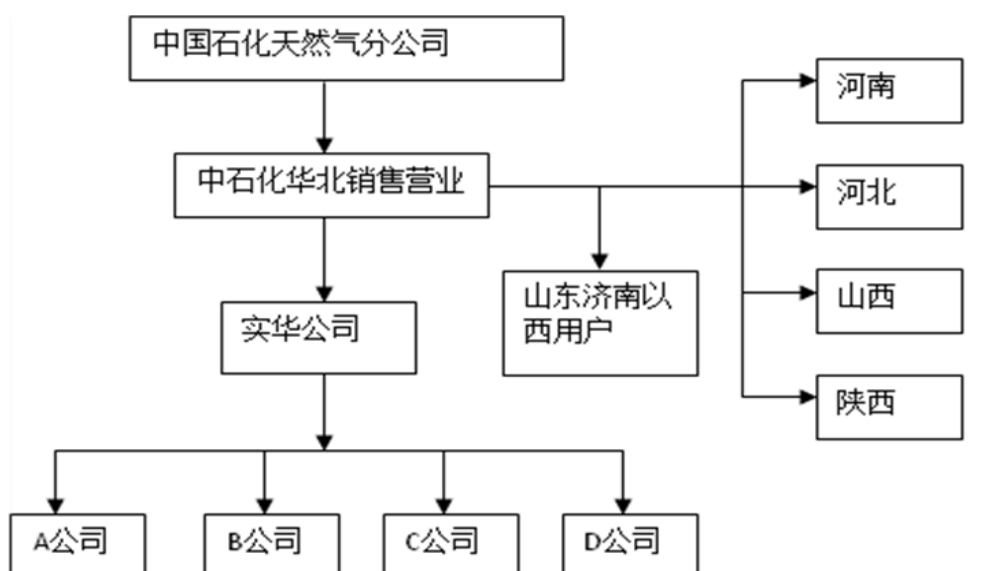 中国石化天然气分公司
河南
中石化华北销售营业
河北
山东济南以
西用户
山西
实华公司
陕西
A公司
B公司
C公司
D公司